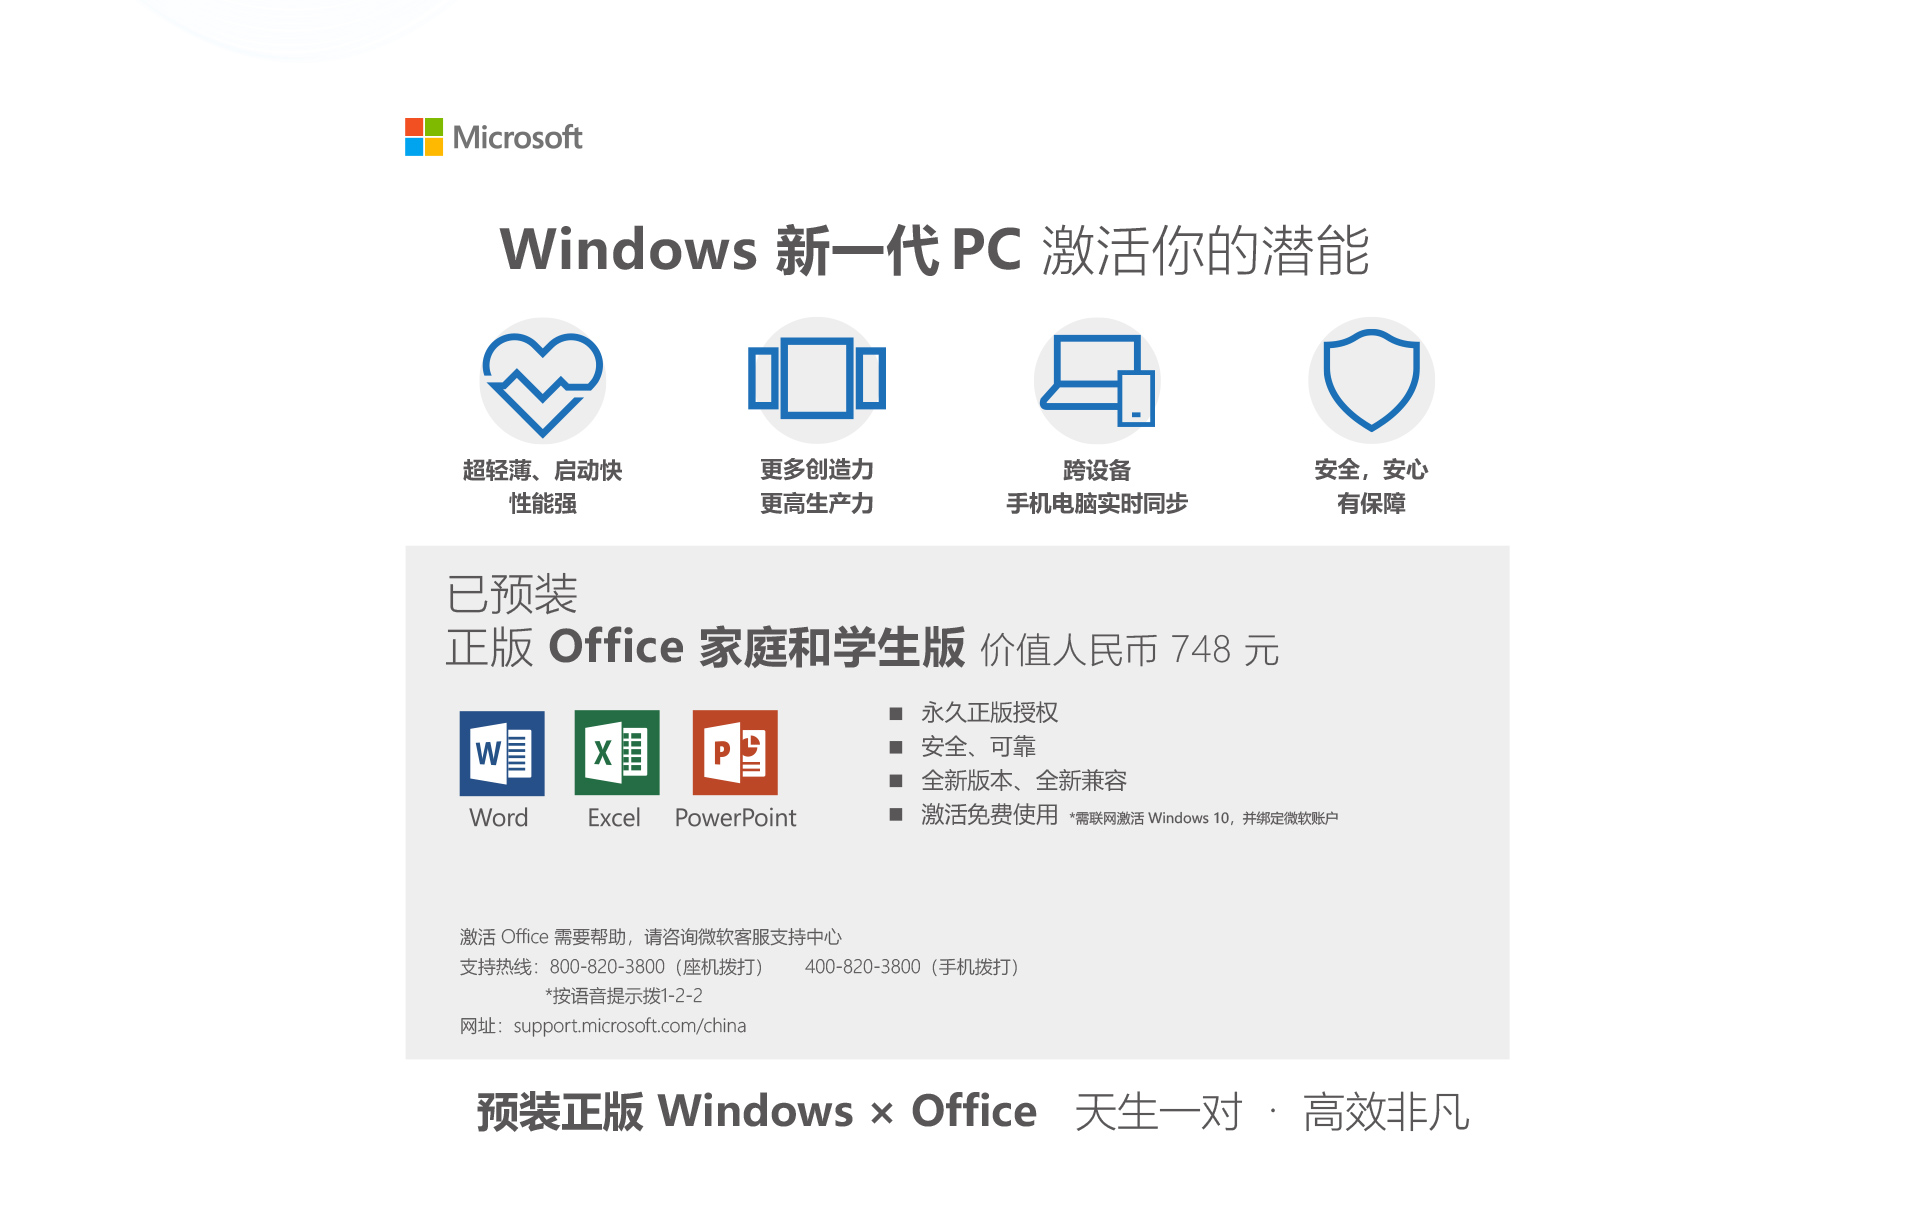 Microsoft
Windows 新一代 PC 激活你的潜能
超轻薄、启动快
性能强
更多创造力
更高生产力
跨设备
手机电脑实时同步
安全，安心
有保障
已预装
正版 Office 家庭和学生版 价值人民币 748 元
W
X
P
Word
Excel
PowerPoint
■ 永久正版授权
■ 安全、可靠
■ 全新版本、全新兼容
■ 激活免费使用 *需联网激活 Windows 10，并绑定微软账户
激活 Office 需要帮助，请咨询微软客服支持中心
支持热线：800-820-3800（座机拨打） 400-820-3800（手机拨打）
*按语音提示拨1-2-2
网址：support.microsoft.com/china
预装正版 Windows × Office 天生一对 · 高效非凡